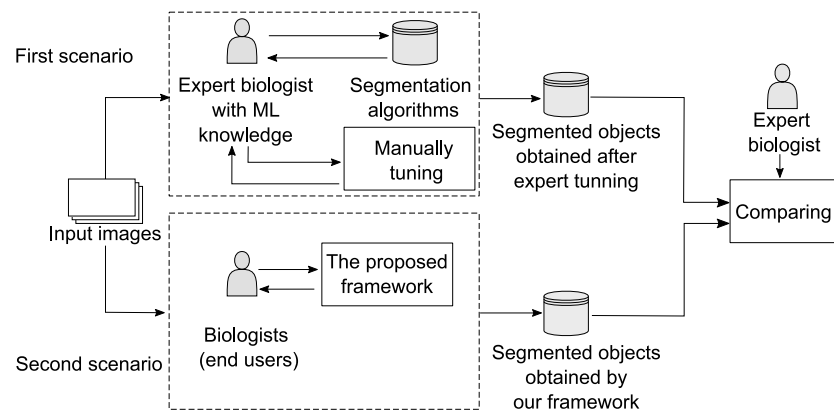 First scenario
Expert biologist
with ML
knowledge
Segmentation
algorithms
Manually
tuning
Segmented objects
obtained after
expert tunning
Expert
biologist
Comparing
Input images
The proposed
framework
Biologists
(end users)
Second scenario
Segmented objects
obtained by
our framework